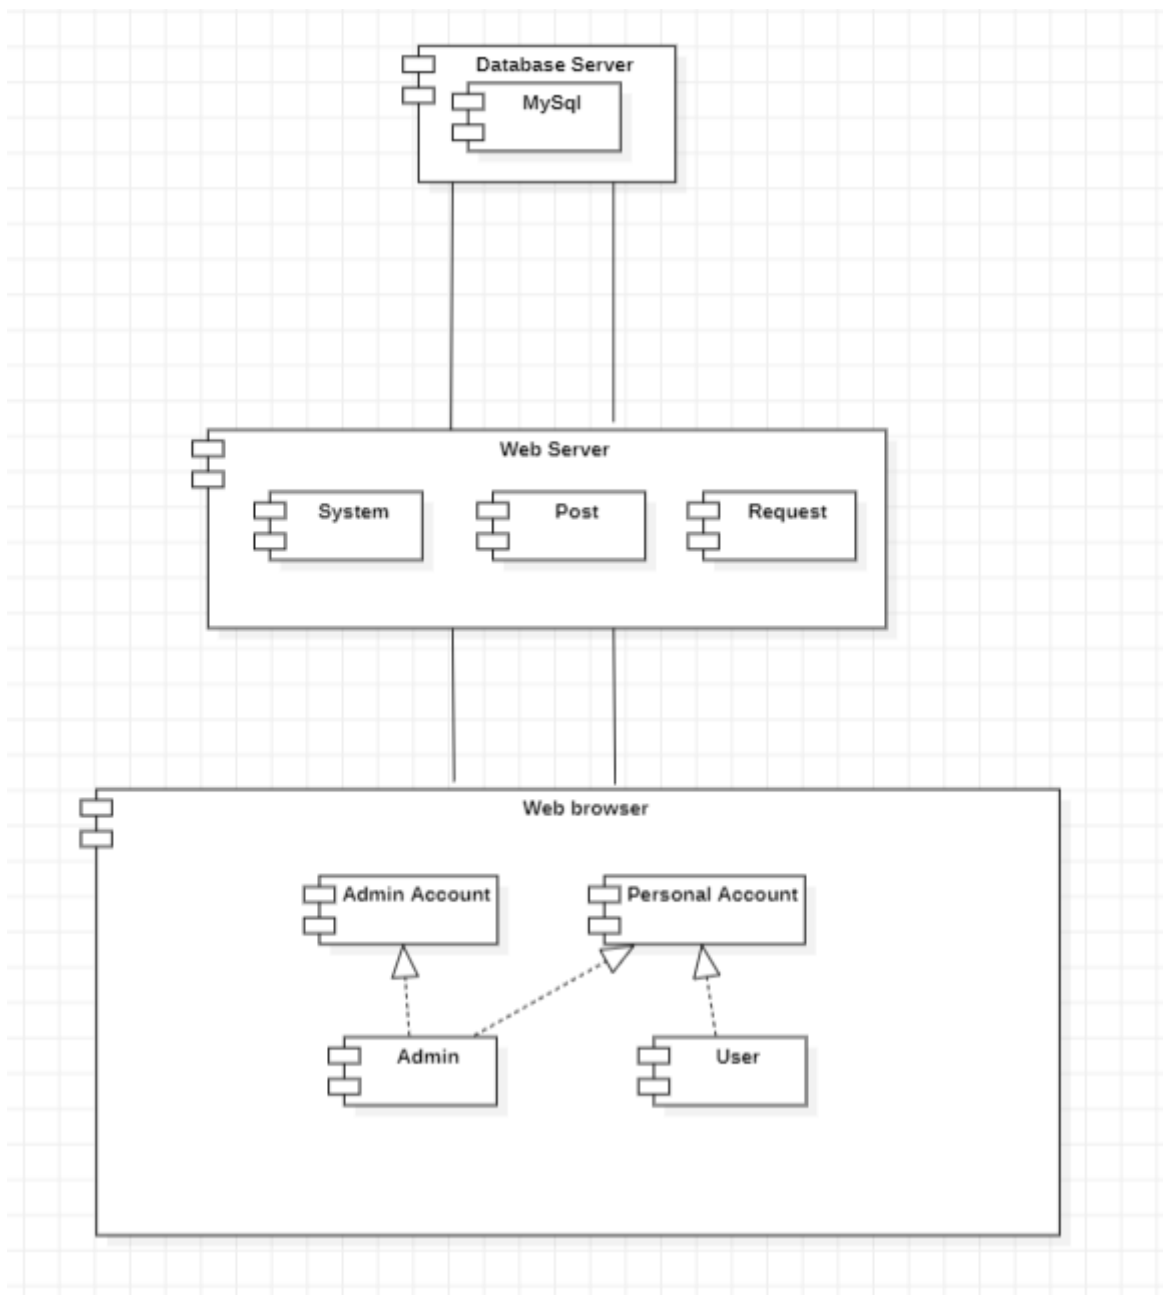 Database Server
MySql
Web Server
System
Post
Request
Web browser
Admin Account
Personal Account
Admin
User